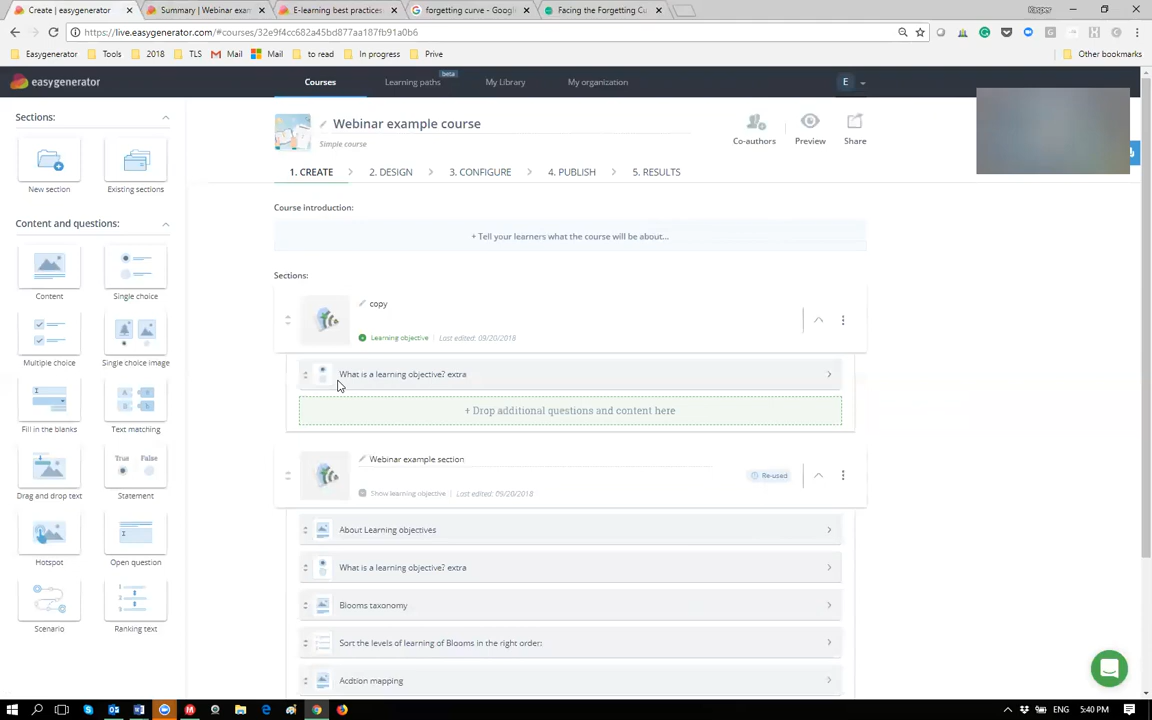 Create | easygenerator
Summary | Webinar exam
E-learning best practices
forgetting curve - Googl
Facing the Forgetting Cu
Casper
https://live.easygenerator.com/#courses/32e9f4cc682a45bd877aa187fb91a0b6
Easygenerator Tools 2018 TLS Mail Mail to read In progress Prive Other bookmarks
easygenerator
Courses Learning paths beta My Library My organization E
Sections:
New section Existing sections
Content and questions:
Content Single choice
Multiple choice Single choice image
Fill in the blanks Text matching
True False
Drag and drop text Statement
Hotspot Open question
Scenario Ranking text
Webinar example course
Simple course
Co-authors Preview Share
1. CREATE 2. DESIGN 3. CONFIGURE 4. PUBLISH 5. RESULTS
Course introduction:
+ Tell your learners what the course will be about...
Sections:
copy
Learning objective Last edited: 09/20/2018
What is a learning objective? extra
+ Drop additional questions and content here
Webinar example section
Re-used
Show learning objective Last edited: 09/20/2018
About Learning objectives
What is a learning objective? extra
Blooms taxonomy
Sort the levels of learning of Blooms in the right order:
Acdtion mapping
ENG 5:40 PM